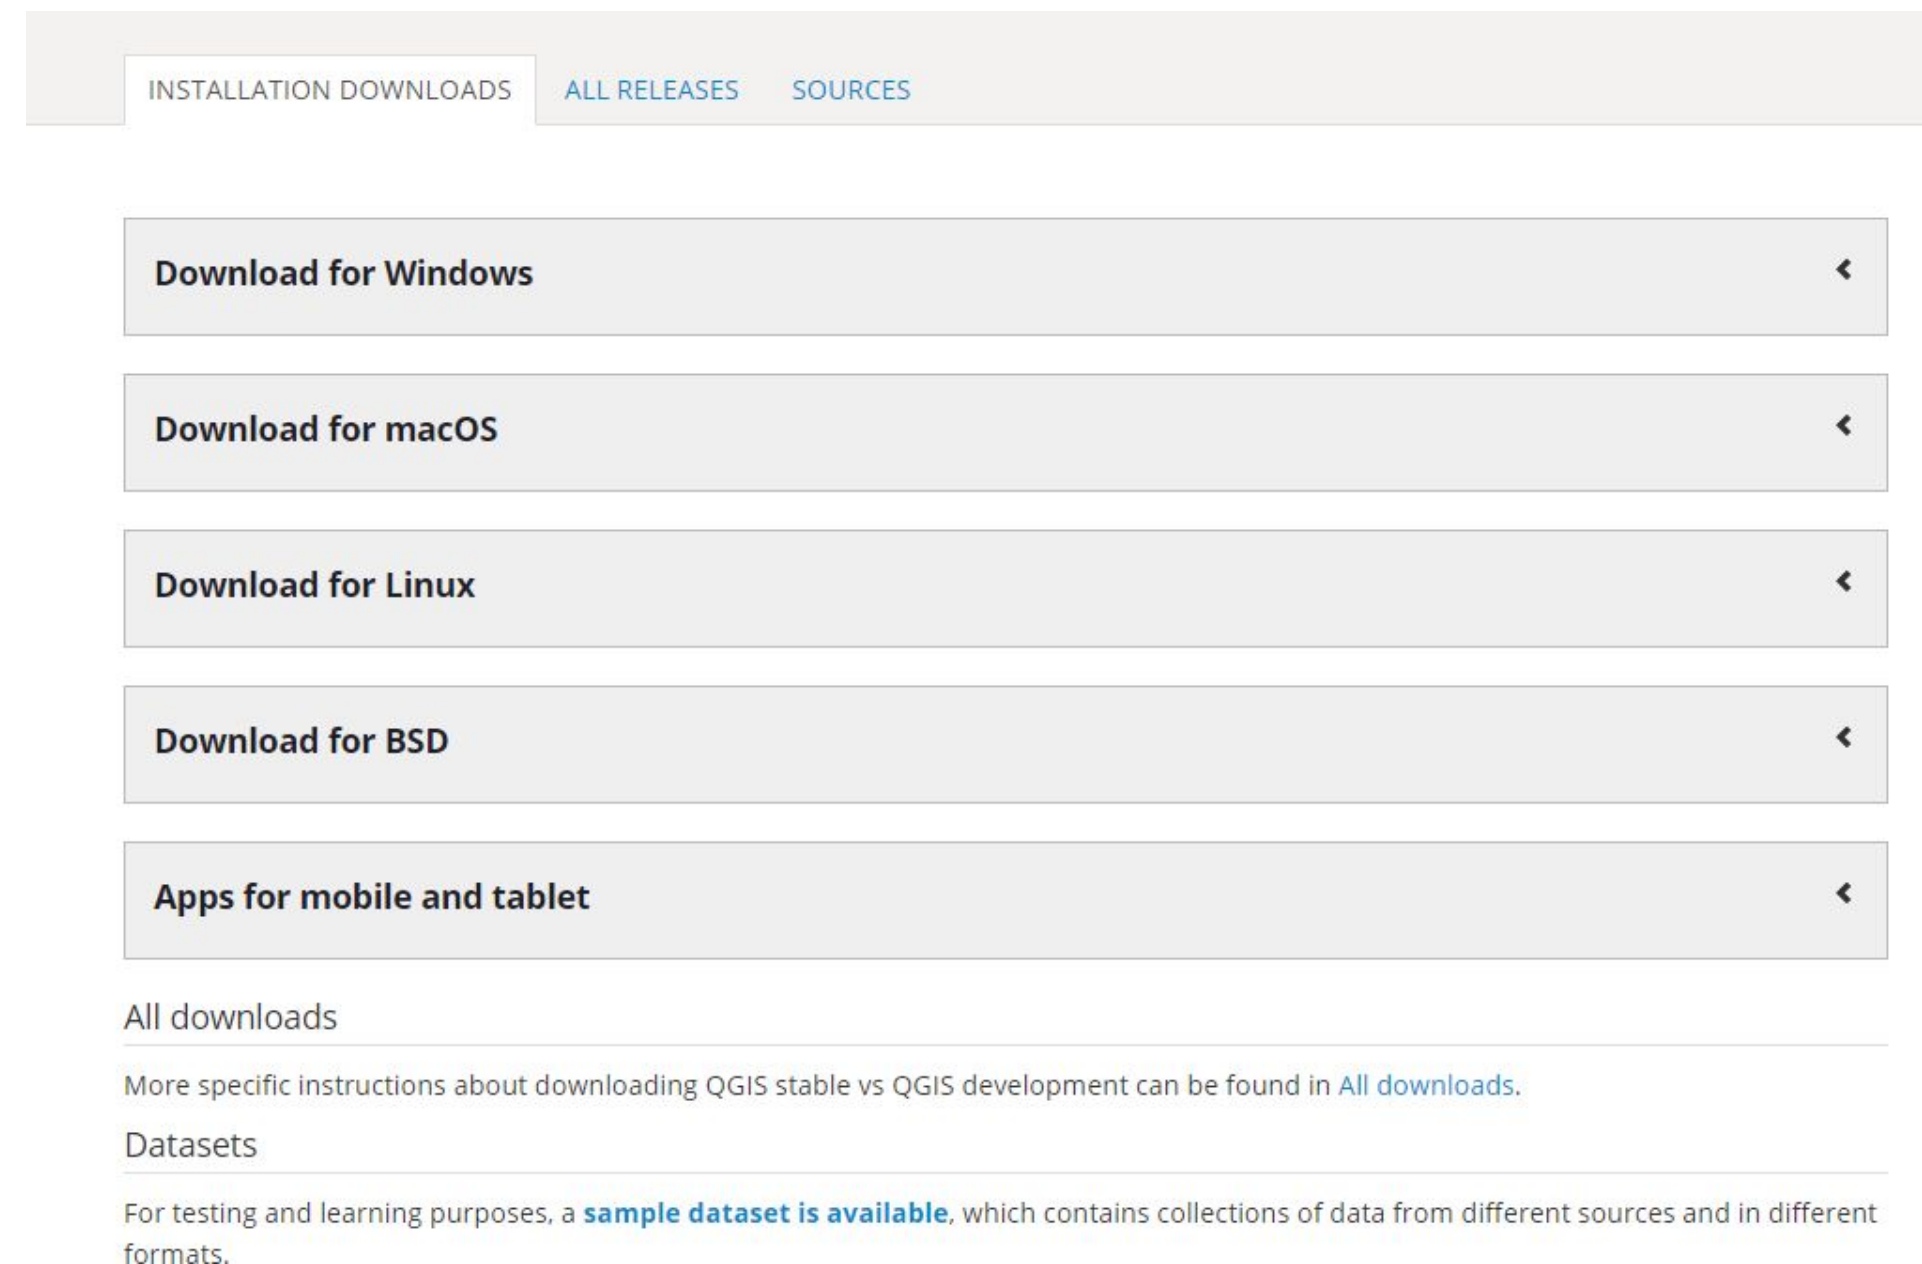 INSTALLATION DOWNLOADS ALL RELEASES SOURCES
Download for Windows
Download for macOS
Download for Linux
Download for BSD
Apps for mobile and tablet
All downloads
More specific instructions about downloading QGIS stable vs QGIS development can be found in All downloads.
Datasets
For testing and learning purposes, a sample dataset is available, which contains collections of data from different sources and in different
formats.